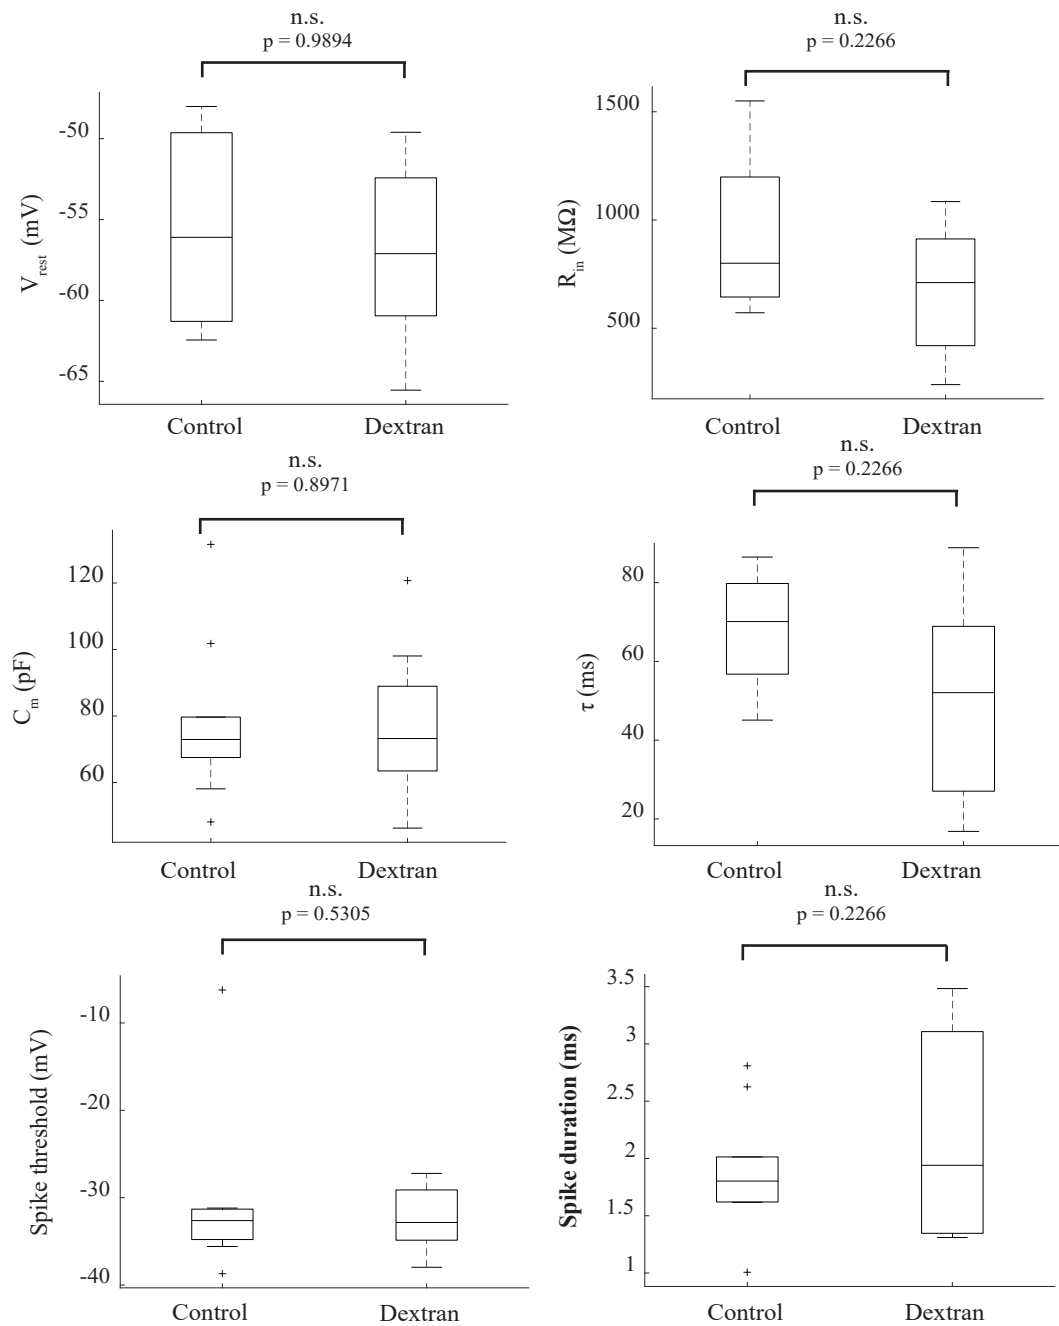 n.s.
p = 0.9894
-50
-55
-60
-65
V_rest (mV)
Control
Dextran
n.s.
p = 0.2266
1500
1000
500
R_in (MΩ)
Control
Dextran
n.s.
p = 0.8971
120
100
80
60
C_m (pF)
Control
Dextran
n.s.
p = 0.2266
80
60
40
20
τ (ms)
Control
Dextran
n.s.
p = 0.5305
-10
-20
-30
-40
Spike threshold (mV)
Control
Dextran
n.s.
p = 0.2266
3.5
3
2.5
2
1.5
1
Spike duration (ms)
Control
Dextran